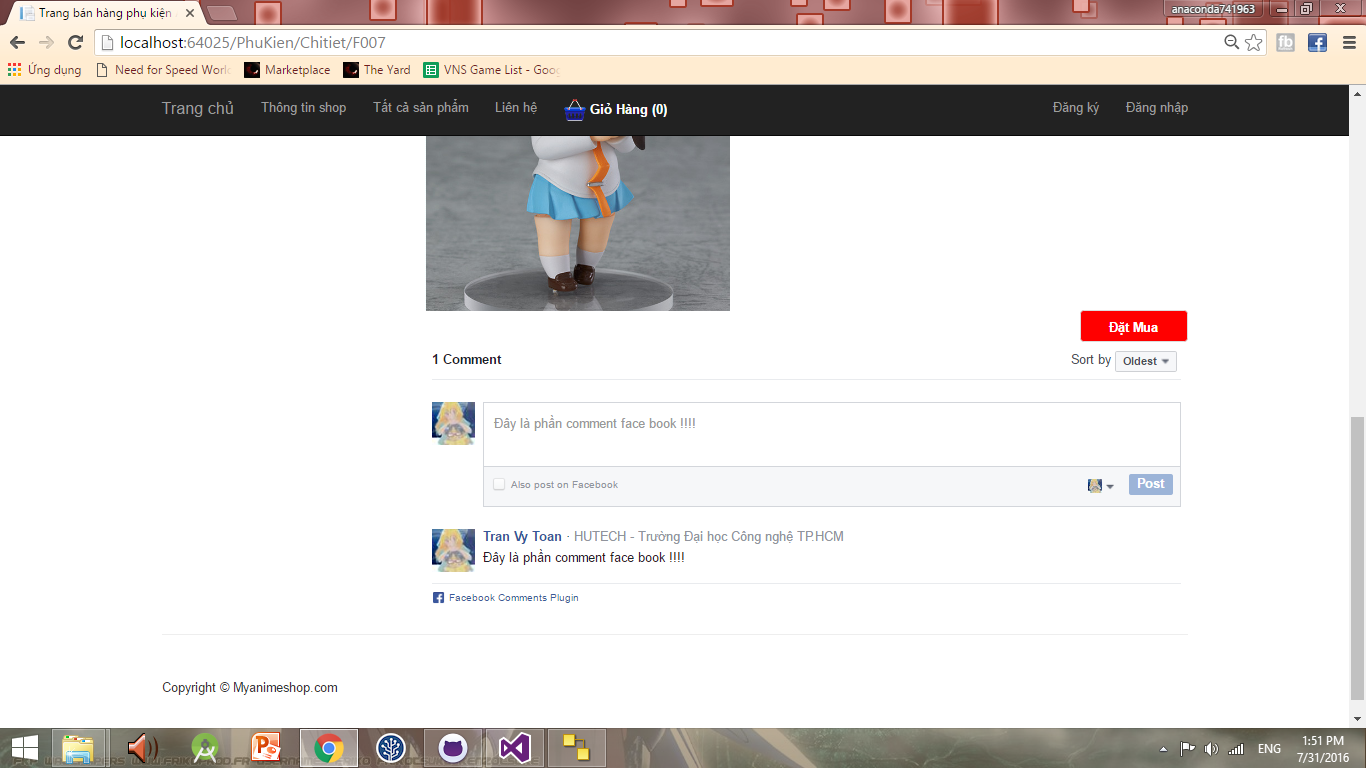 Trang bán hàng phụ kiện
anaconda741963
localhost:64025/PhuKien/Chitiet/F007
Ứng dụng
Need for Speed World
Marketplace
The Yard
VNS Game List - Goog
Trang chủ
Thông tin shop
Tất cả sản phẩm
Liên hệ
Giỏ Hàng (0)
Đăng ký
Đăng nhập
Đặt Mua
1 Comment
Sort by Oldest
Đây là phần comment face book !!!!
Also post on Facebook
Post
Tran Vy Toan · HUTECH - Trường Đại học Công nghệ TP.HCM
Đây là phần comment face book !!!!
Facebook Comments Plugin
Copyright © Myanimeshop.com
ENG
1:51 PM
7/31/2016